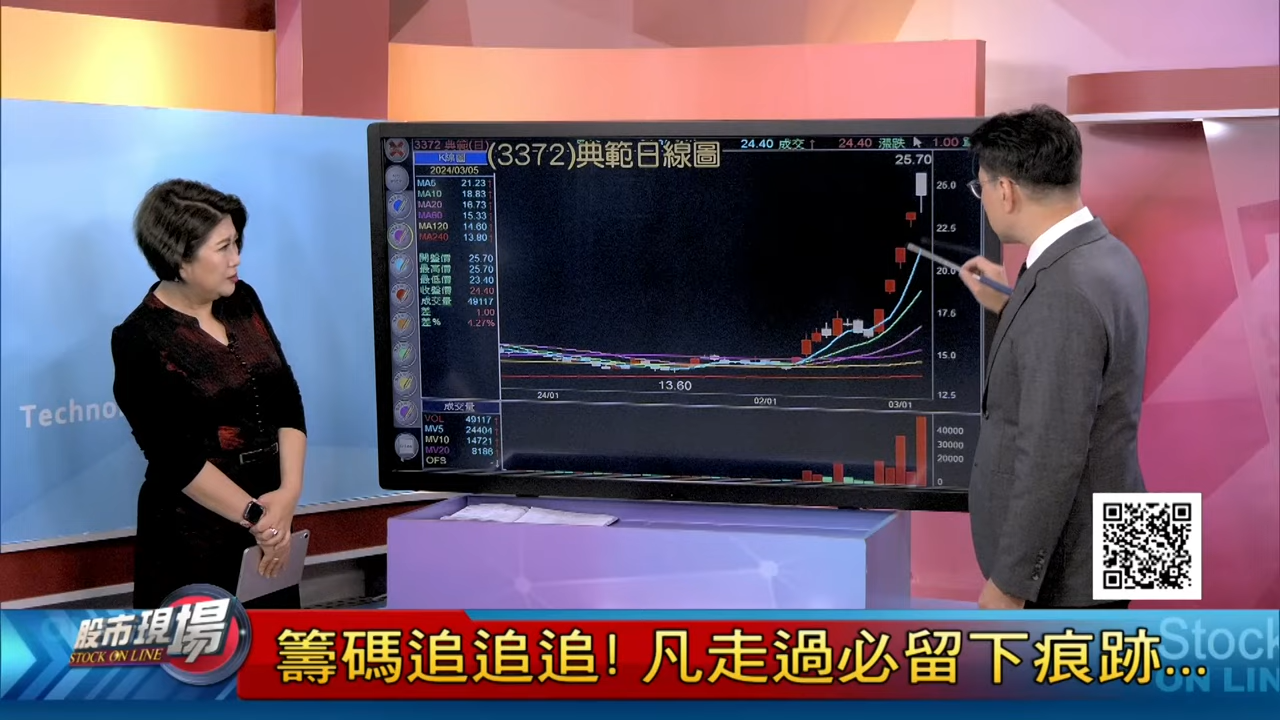 3372 典範(日)
(3372)典範日線圖
24.40 成交↑ 24.40 漲跌 1.00
K線圖
2024/03/05
MA5 21.23↑
MA10 18.83↑
MA20 16.73↑
MA60 15.33↑
MA120 14.60↑
MA240 13.80↑
開盤價 25.70
最高價 25.70
最低價 23.40
收盤價 24.40
成交量 49117
差 1.00
差% 4.27%
25.70
26.0
22.5
20.0
17.5
15.0
12.5
13.60
24/01
02/01
03/01
成交量
VOL 49117↑
MV5 24404↑
MV10 14721↑
MV20 8186↑
OFS
40000
30000
20000
0
Techno
股市現場
STOCK ON LINE
籌碼追追追! 凡走過必留下痕跡...
Stock
ON LIN